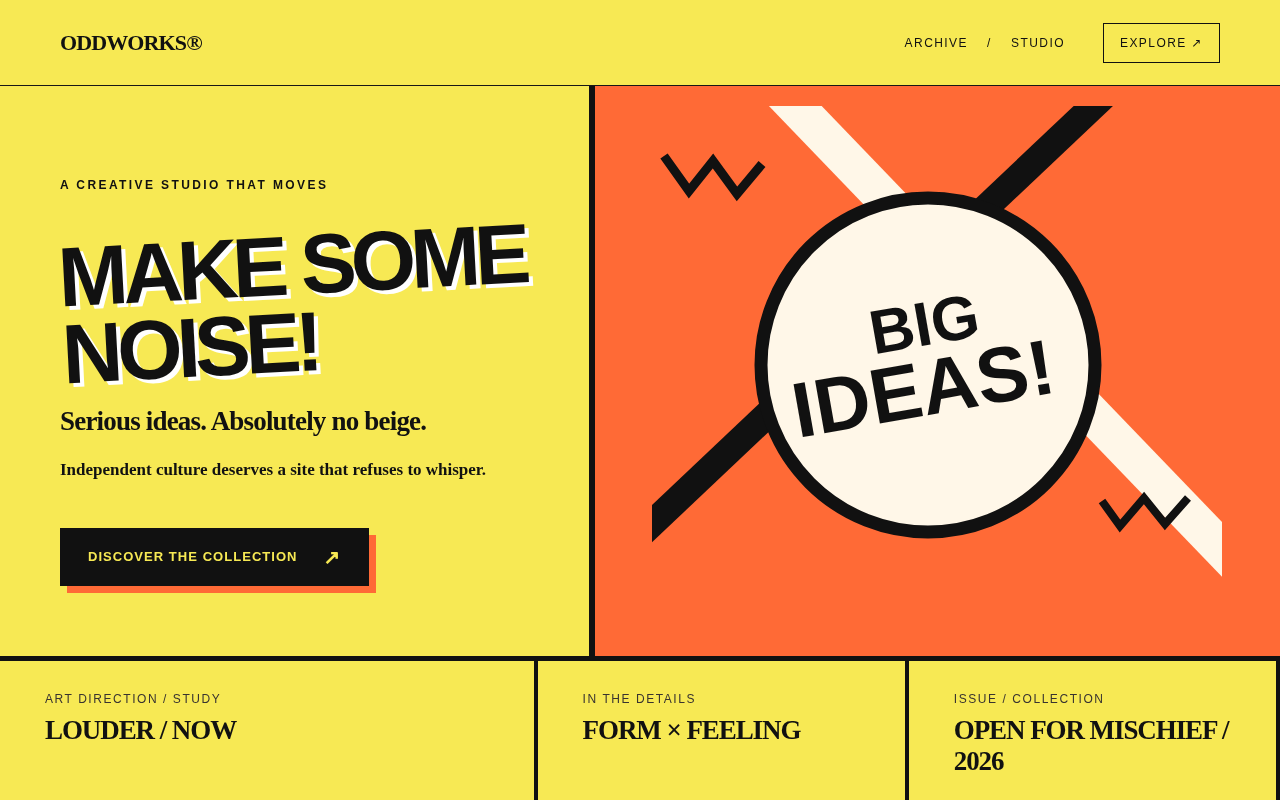 ODDWORKS®
ARCHIVE / STUDIO EXPLORE ↗
A CREATIVE STUDIO THAT MOVES
MAKE SOME
NOISE!
Serious ideas. Absolutely no beige.
Independent culture deserves a site that refuses to whisper.
DISCOVER THE COLLECTION ↗
BIG
IDEAS!
ART DIRECTION / STUDY
LOUDER / NOW
IN THE DETAILS
FORM × FEELING
ISSUE / COLLECTION
OPEN FOR MISCHIEF /
2026